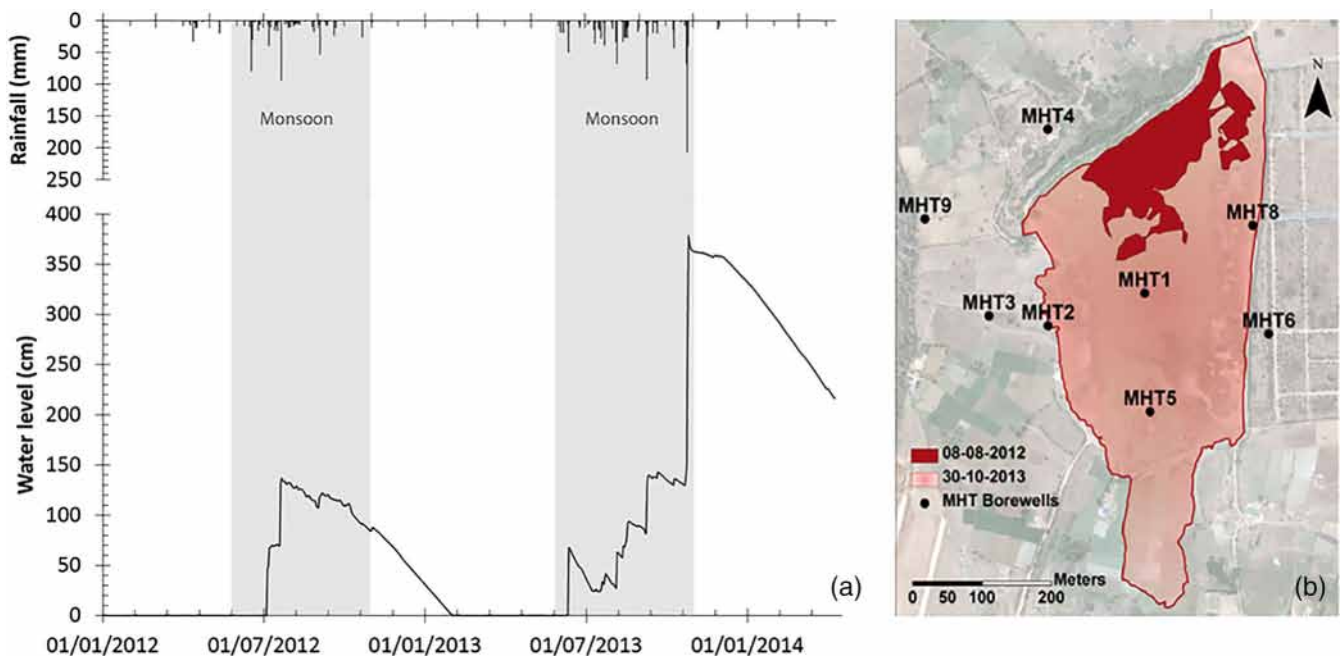 Rainfall (mm)
0
50
100
150
200
250
Monsoon
Monsoon
Water level (cm)
400
350
300
250
200
150
100
50
0
01/01/2012
01/07/2012
01/01/2013
01/07/2013
01/01/2014
(a)
N
MHT4
MHT9
MHT8
MHT1
MHT3
MHT2
MHT6
MHT5
08-08-2012
30-10-2013
MHT Borewells
Meters
0 50 100 200
(b)